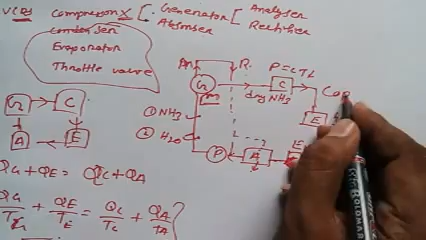 VCRS Compressor X [Generator [Analyser
Absorber Rectifier
Condenser
Evaporator
Throttle valve
G C
A E
An R P=CTL
G C Con
dry NH3
m
① NH3
② H2O
E
P A E
QG + QE = QC + QA
QG/TG + QE/TE = QC/TC + QA/TA